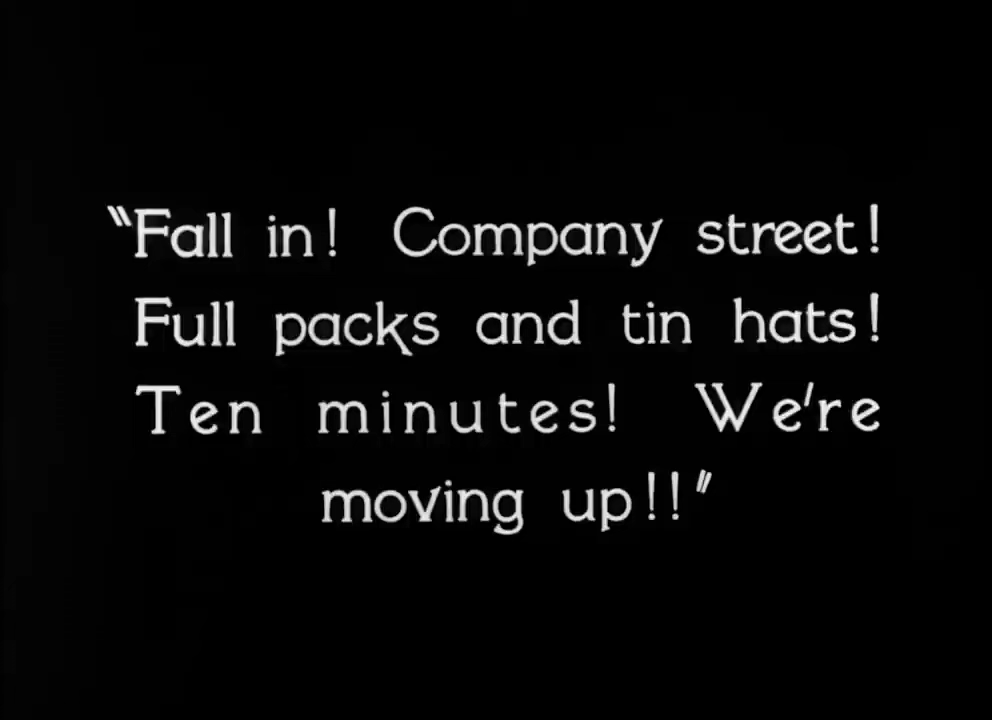 "Fall in! Company street!
Full packs and tin hats!
Ten minutes! We're
moving up!!"